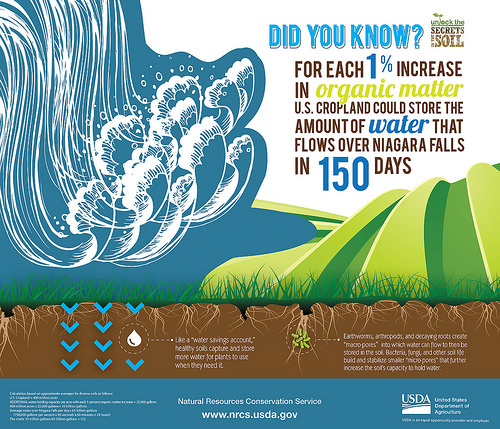 DID YOU KNOW?
unlock the
SECRETS
IN THE
SOIL
FOR EACH 1% INCREASE
IN organic matter
U.S. CROPLAND COULD STORE THE
AMOUNT OF water THAT
FLOWS OVER NIAGARA FALLS
IN 150 DAYS
Like a "water savings account,"
healthy soils capture and store
more water for plants to use
when they need it.
Earthworms, arthropods, and decaying roots create
"macro-pores" into which water can flow to then be
stored in the soil. Bacteria, fungi, and other soil life
build and stabilize smaller "micro-pores" that further
increase the soil's capacity to hold water.
Natural Resources Conservation Service
www.nrcs.usda.gov
USDA
United States
Department of
Agriculture
USDA is an equal opportunity provider and employer.